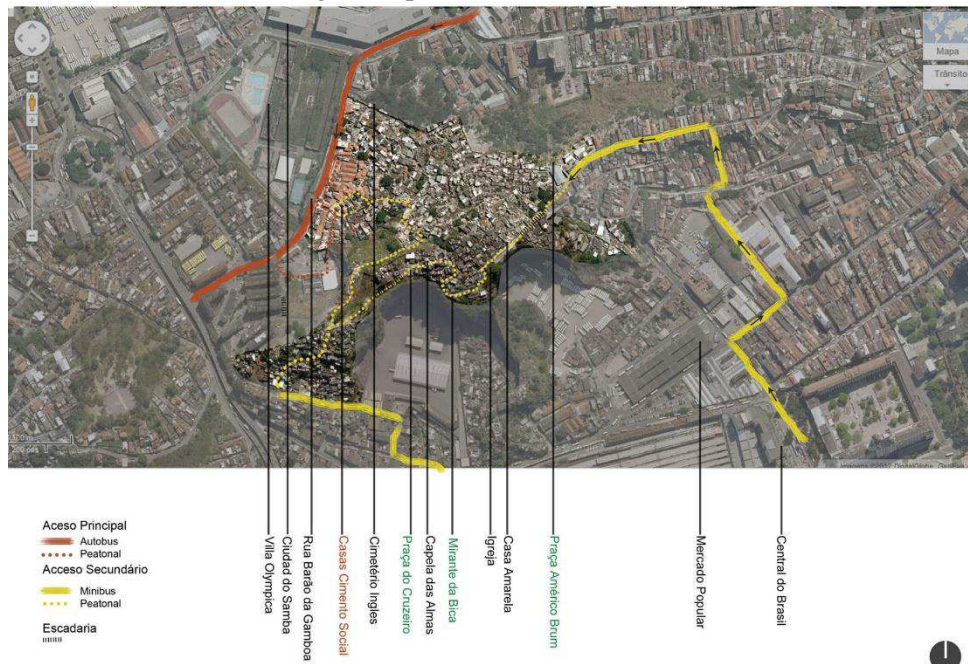 Mapa
Trânsito
Aceso Principal
Autobus
Peatonal
Acceso Secundário
Minibus
Peatonal
Escadaria
Villa Olympica
Ciudad do Samba
Rua Barão da Gamboa
Casas Cimento Social
Cimetério Ingles
Praça do Cruzeiro
Capela das Almas
Mirante da Bica
Igreja
Casa Amarela
Praça Américo Brum
Mercado Popular
Central do Brasil